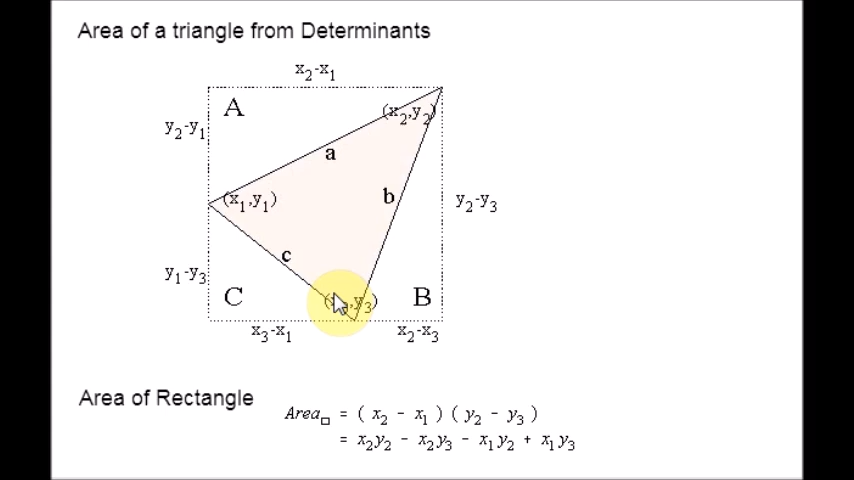 Area of a triangle from Determinants
x₂-x₁
A
(x₂,y₂)
y₂-y₁
a
(x₁,y₁)
b
y₂-y₃
c
y₁-y₃
C
,y₃)
B
x₃-x₁
x₂-x₃
Area of Rectangle
Area□ = ( x₂ - x₁ ) ( y₂ - y₃ )
= x₂y₂ - x₂y₃ - x₁y₂ + x₁y₃